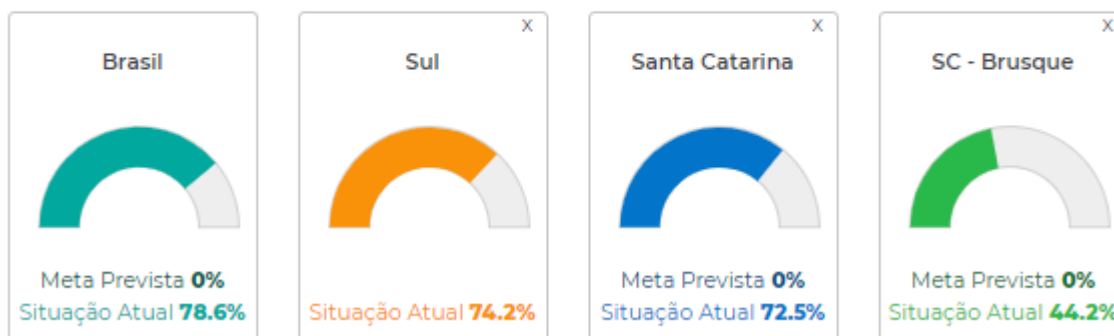 Brasil
Meta Prevista 0%
Situação Atual 78.6%
X
Sul
Situação Atual 74.2%
X
Santa Catarina
Meta Prevista 0%
Situação Atual 72.5%
X
SC - Brusque
Meta Prevista 0%
Situação Atual 44.2%